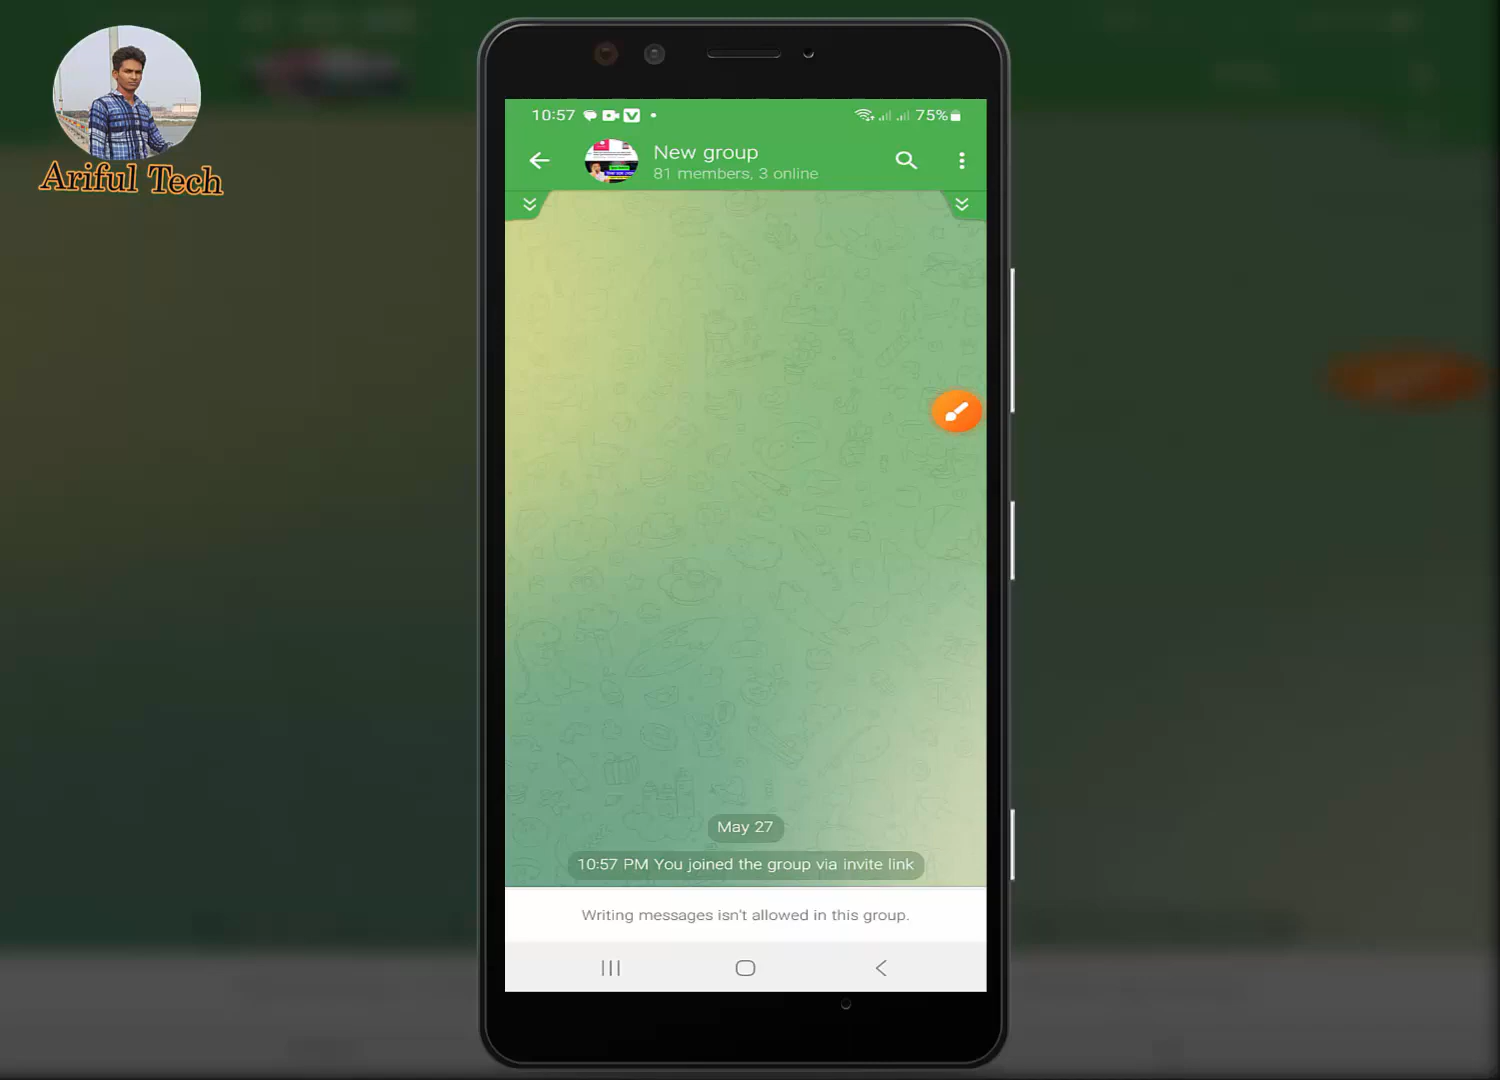 Ariful Tech
10:57
75%
New group
81 members, 3 online
May 27
10:57 PM You joined the group via invite link
Writing messages isn't allowed in this group.